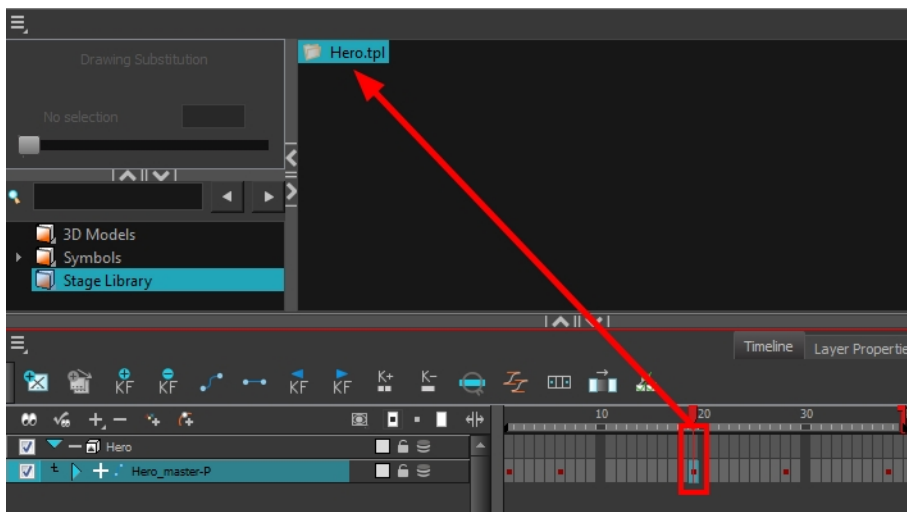 Drawing Substitution
Hero.tpl
No selection
3D Models
Symbols
Stage Library
Timeline
Layer Propertie
KF
KF
KF
KF
K+
K-
10
20
30
Hero
Hero_master-P